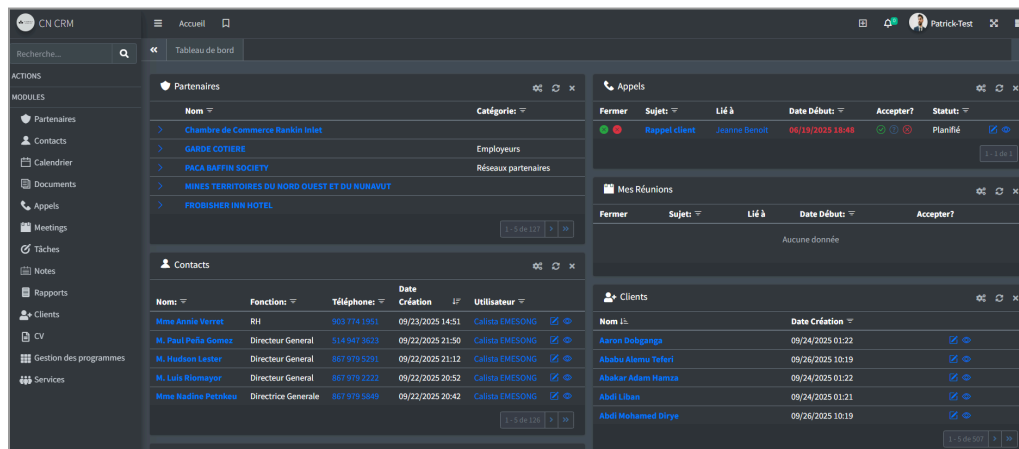 CN CRM
Accueil
Patrick-Test
Recherche...
Tableau de bord
ACTIONS
MODULES
Partenaires
Contacts
Calendrier
Documents
Appels
Meetings
Tâches
Notes
Rapports
Clients
CV
Gestion des programmes
Services
Partenaires
Nom Catégorie:
Chambre de Commerce Rankin Inlet
GARDE COTIERE Employeurs
PACA BAFFIN SOCIETY Réseaux partenaires
MINES TERRITOIRES DU NORD OUEST ET DU NUNAVUT
FROBISHER INN HOTEL
1 - 5 de 127
Contacts
Nom: Fonction: Téléphone: Date Création Utilisateur
Mme Annie Verret RH 903 774 1951 09/23/2025 14:51 Calista EMESONG
M. Paul Peña Gomez Directeur General 514 947 3623 09/22/2025 21:50 Calista EMESONG
M. Hudson Lester Directeur General 867 979 5291 09/22/2025 21:12 Calista EMESONG
M. Luis Riomayor Directeur General 867 979 2222 09/22/2025 20:52 Calista EMESONG
Mme Nadine Petnkeu Directrice Generale 867 979 5849 09/22/2025 20:42 Calista EMESONG
1 - 5 de 126
Appels
Fermer Sujet: Lié à Date Début: Accepter? Statut:
Rappel client Jeanne Benoit 06/19/2025 18:48 Planifié
1 - 1 de 1
Mes Réunions
Fermer Sujet: Lié à Date Début: Accepter?
Aucune donnée
Clients
Nom Date Création
Aaron Dobganga 09/24/2025 01:22
Ababu Alemu Teferi 09/26/2025 10:19
Abakar Adam Hamza 09/24/2025 01:22
Abdi Liban 09/24/2025 01:21
Abdi Mohamed Dirye 09/26/2025 10:19
1 - 5 de 507